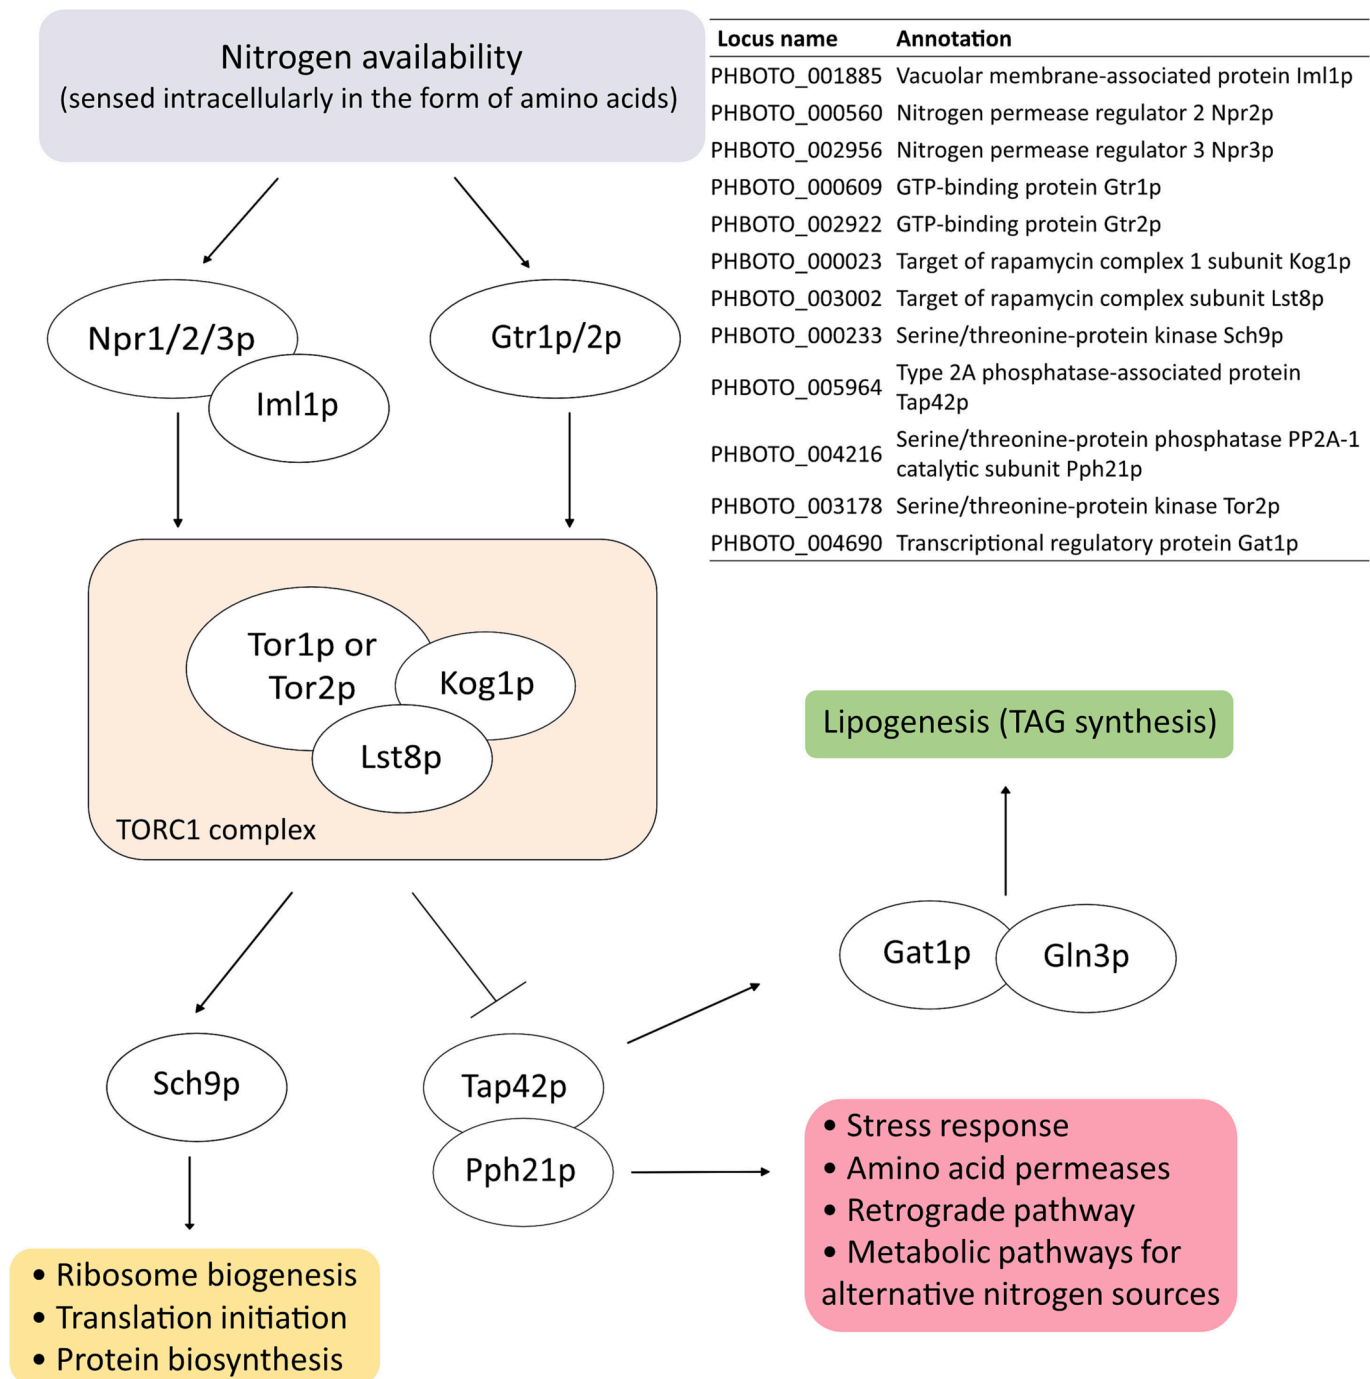 Nitrogen availability
(sensed intracellularly in the form of amino acids)
Locus name Annotation
PHBOTO_001885 Vacuolar membrane-associated protein Iml1p
PHBOTO_000560 Nitrogen permease regulator 2 Npr2p
PHBOTO_002956 Nitrogen permease regulator 3 Npr3p
PHBOTO_000609 GTP-binding protein Gtr1p
PHBOTO_002922 GTP-binding protein Gtr2p
PHBOTO_000023 Target of rapamycin complex 1 subunit Kog1p
PHBOTO_003002 Target of rapamycin complex subunit Lst8p
PHBOTO_000233 Serine/threonine-protein kinase Sch9p
PHBOTO_005964 Type 2A phosphatase-associated protein
Tap42p
PHBOTO_004216 Serine/threonine-protein phosphatase PP2A-1
catalytic subunit Pph21p
PHBOTO_003178 Serine/threonine-protein kinase Tor2p
PHBOTO_004690 Transcriptional regulatory protein Gat1p
Npr1/2/3p
Iml1p
Gtr1p/2p
Tor1p or
Tor2p
Kog1p
Lst8p
TORC1 complex
Lipogenesis (TAG synthesis)
Gat1p
Gln3p
Sch9p
Tap42p
Pph21p
• Stress response
• Amino acid permeases
• Retrograde pathway
• Metabolic pathways for
alternative nitrogen sources
• Ribosome biogenesis
• Translation initiation
• Protein biosynthesis